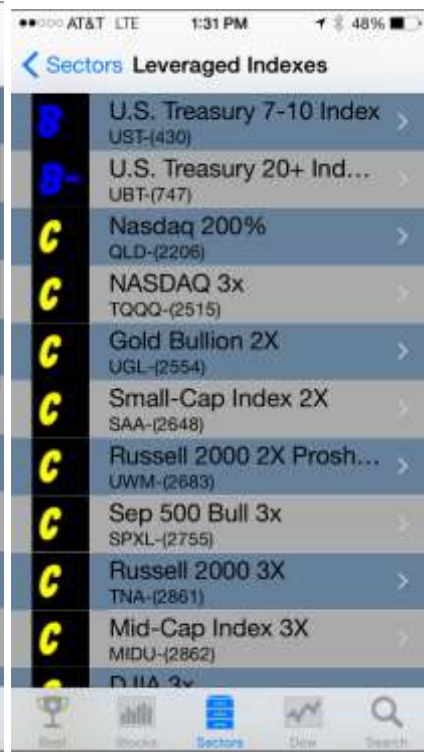 AT&T LTE 1:31 PM 48%
Sectors Leveraged Indexes
B U.S. Treasury 7-10 Index
UST-(430)
B- U.S. Treasury 20+ Ind...
UBT-(747)
C Nasdaq 200%
QLD-(2206)
C NASDAQ 3x
TQQQ-(2515)
C Gold Bullion 2X
UGL-(2554)
C Small-Cap Index 2X
SAA-(2648)
C Russell 2000 2X Prosh...
UWM-(2683)
C Sep 500 Bull 3x
SPXL-(2755)
C Russell 2000 3X
TNA-(2861)
C Mid-Cap Index 3X
MIDU-(2862)
C DJIA 3x
Best Stocks Sectors Dow Search